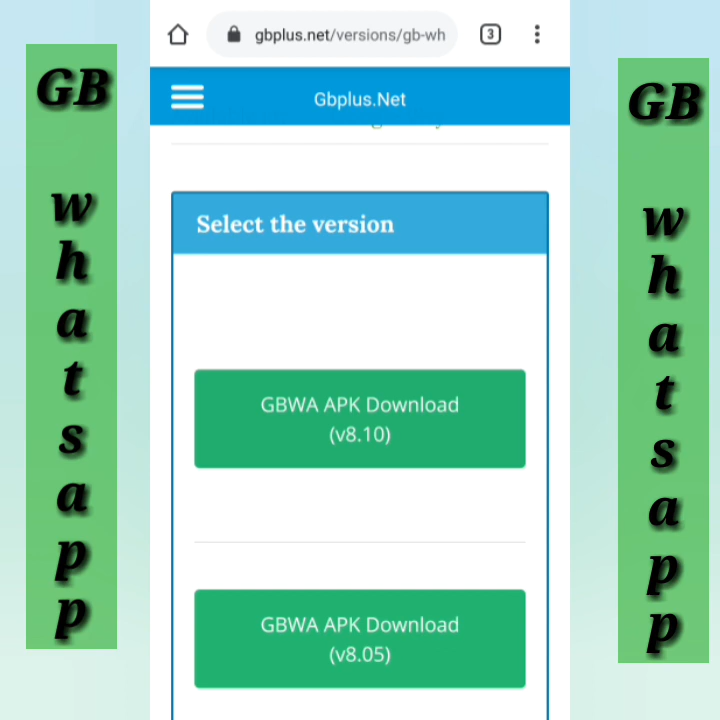 GB
whatsapp
3
gbplus.net/versions/gb-wh
Gbplus.Net
Select the version
GBWA APK Download
(v8.10)
GBWA APK Download
(v8.05)
GB
whatsapp